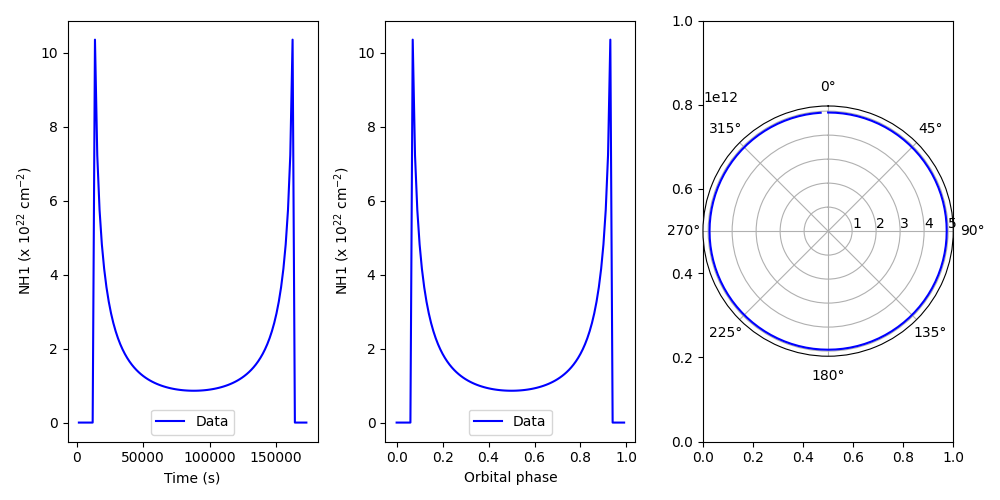 10
8
6
4
2
0
NH1 (x 10²² cm⁻²)
0 50000 100000 150000
Time (s)
Data
10
8
6
4
2
0
NH1 (x 10²² cm⁻²)
0.0 0.2 0.4 0.6 0.8 1.0
Orbital phase
Data
1.0
0.8
0.6
0.4
0.2
0.0
0.0 0.2 0.4 0.6 0.8 1.0
1e12
0°
45°
90°
135°
180°
225°
270°
315°
1 2 3 4 5